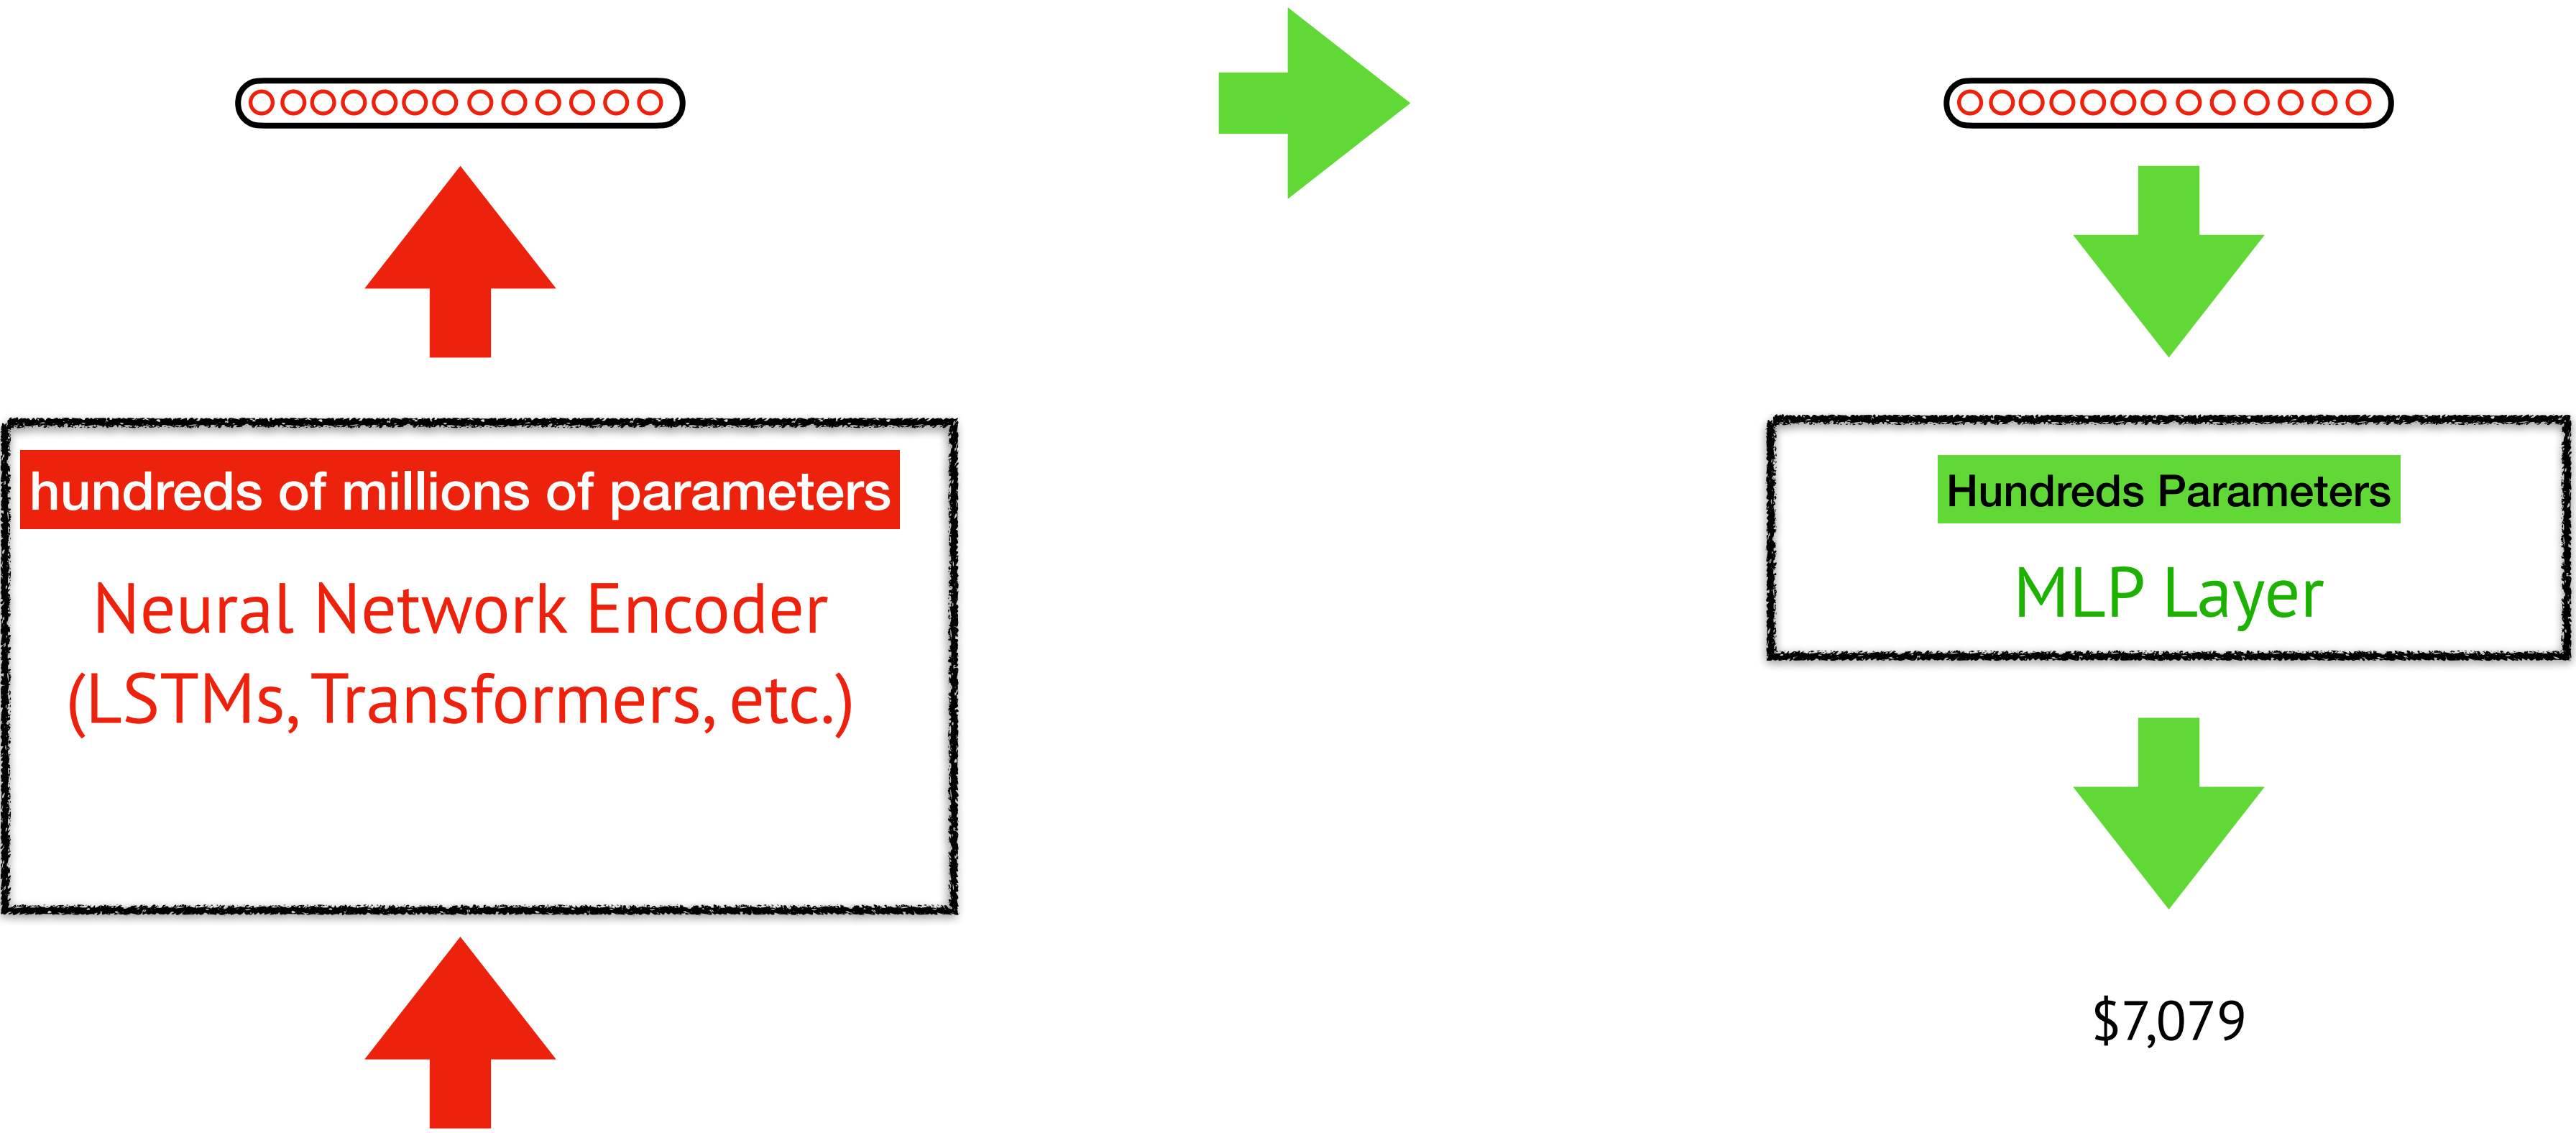 hundreds of millions of parameters
Neural Network Encoder
(LSTMs, Transformers, etc.)
Hundreds Parameters
MLP Layer
$7,079